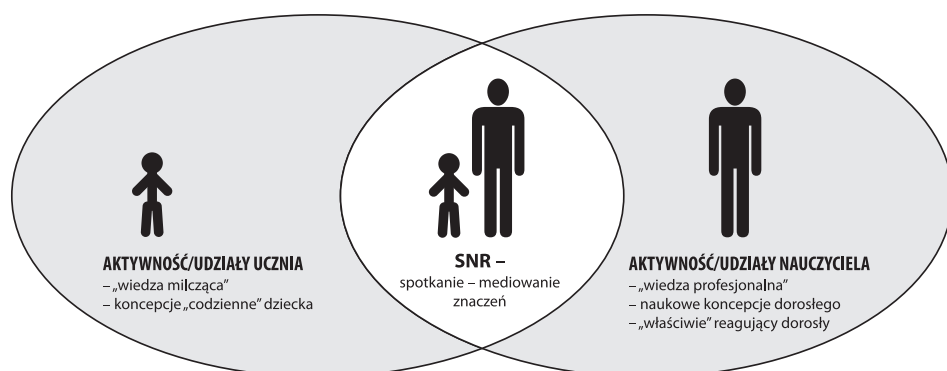 AKTYWNOŚĆ/UDZIAŁY UCZNIA
– „wiedza milcząca”
– koncepcje „codzienne” dziecka
SNR –
spotkanie – mediowanie
znaczeń
AKTYWNOŚĆ/UDZIAŁY NAUCZYCIELA
– „wiedza profesjonalna”
– naukowe koncepcje dorosłego
– „właściwie” reagujący dorosły